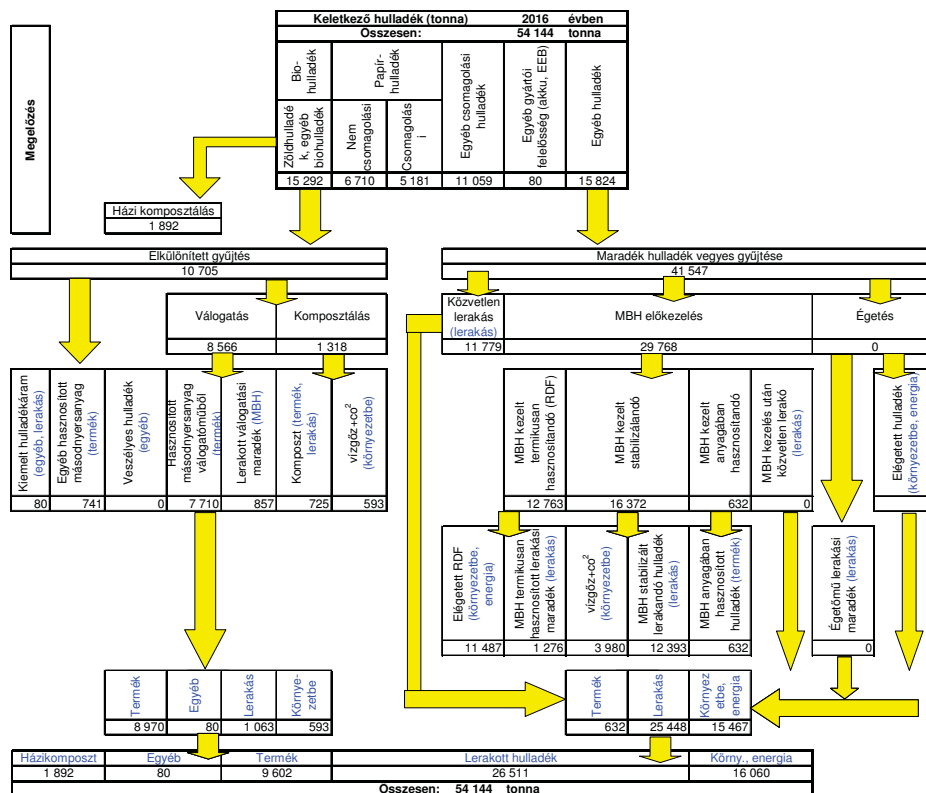 Keletkező hulladék (tonna) 2016 évben
Összesen: 54 144 tonna
Megelőzés
Bio-
hulladék
Papír-
hulladék
Zöldhulladé
k, egyéb
biohulladék
Nem
csomagolási
Csomagolás
i
Egyéb csomagolási
hulladék
Egyéb gyártói
felelősség (akku, EEB)
Egyéb hulladék
15 292 6 710 5 181 11 059 80 15 824
Házi komposztálás
1 892
Elkülönített gyűjtés
10 705
Maradék hulladék vegyes gyűjtése
41 547
Válogatás
8 566
Komposztálás
1 318
Közvetlen
lerakás
(lerakás)
11 779
MBH előkezelés
29 768
Égetés
0
Kiemelt hulladékáram
(egyéb, lerakás)
Egyéb hasznosított
másodnyersanyag
(termék)
Veszélyes hulladék
(egyéb)
Hasznosított
másodnyersanyag
válogatóműből
(termék)
Lerakott válogatási
maradék (MBH)
Komposzt (termék,
lerakás)
vízgőz+co²
(környezetbe)
80 741 0 7 710 857 725 593
MBH kezelt
termikusan
hasznosítandó (RDF)
MBH kezelt
stabilizálandó
MBH kezelt
anyagában
hasznosítandó
MBH kezelés után
közvetlen lerakó
(lerakás)
Elégetett hulladék
(környezetbe, energia)
12 763 16 372 632 0
Elégetett RDF
(környezetbe,
energia)
MBH termikusan
hasznosított lerakási
maradék (lerakás)
vízgőz+co²
(környezetbe)
MBH stabilizált
lerakandó hulladék
(lerakás)
MBH anyagában
hasznosított
hulladék (termék)
Égetőmű lerakási
maradék (lerakás)
11 487 1 276 3 980 12 393 632 0
Termék
Egyéb
Lerakás
Környe-
zetbe
8 970 80 1 063 593
Termék
Lerakás
Környez
etbe,
energia
632 25 448 15 467
Házikomposzt Egyéb Termék Lerakott hulladék Körny., energia
1 892 80 9 602 26 511 16 060
Összesen: 54 144 tonna